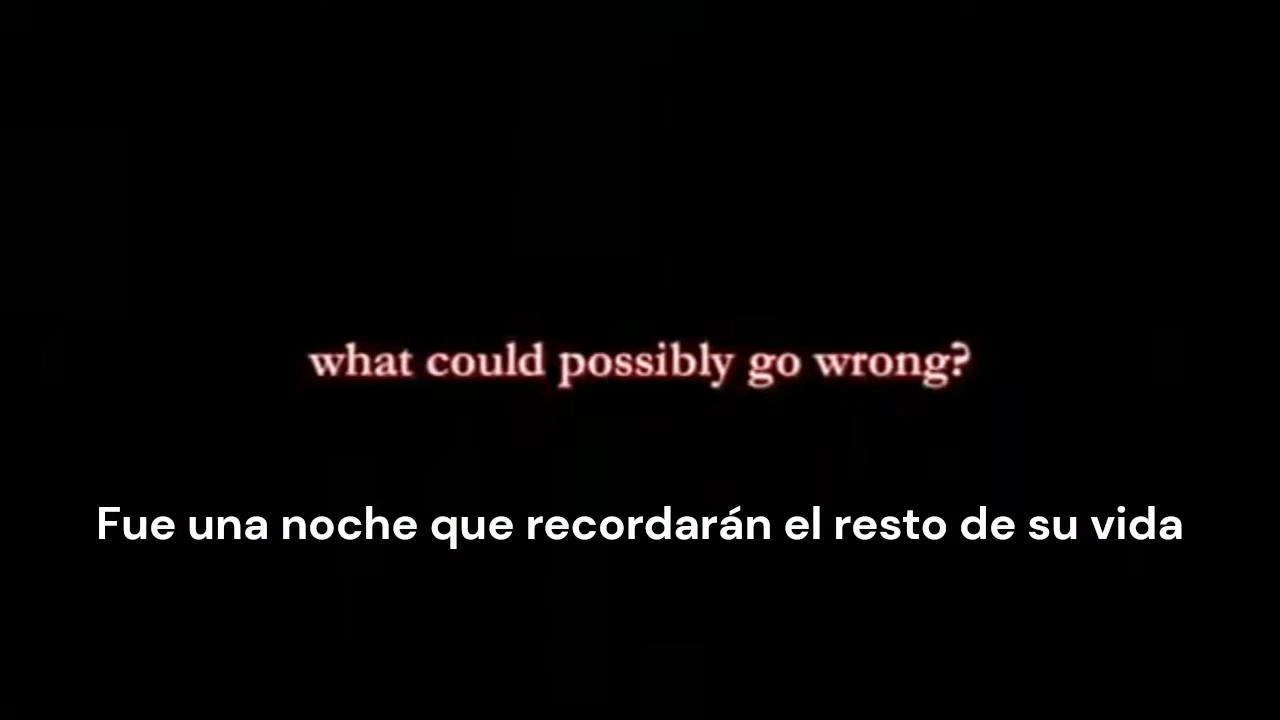 what could possibly go wrong?
Fue una noche que recordarán el resto de su vida